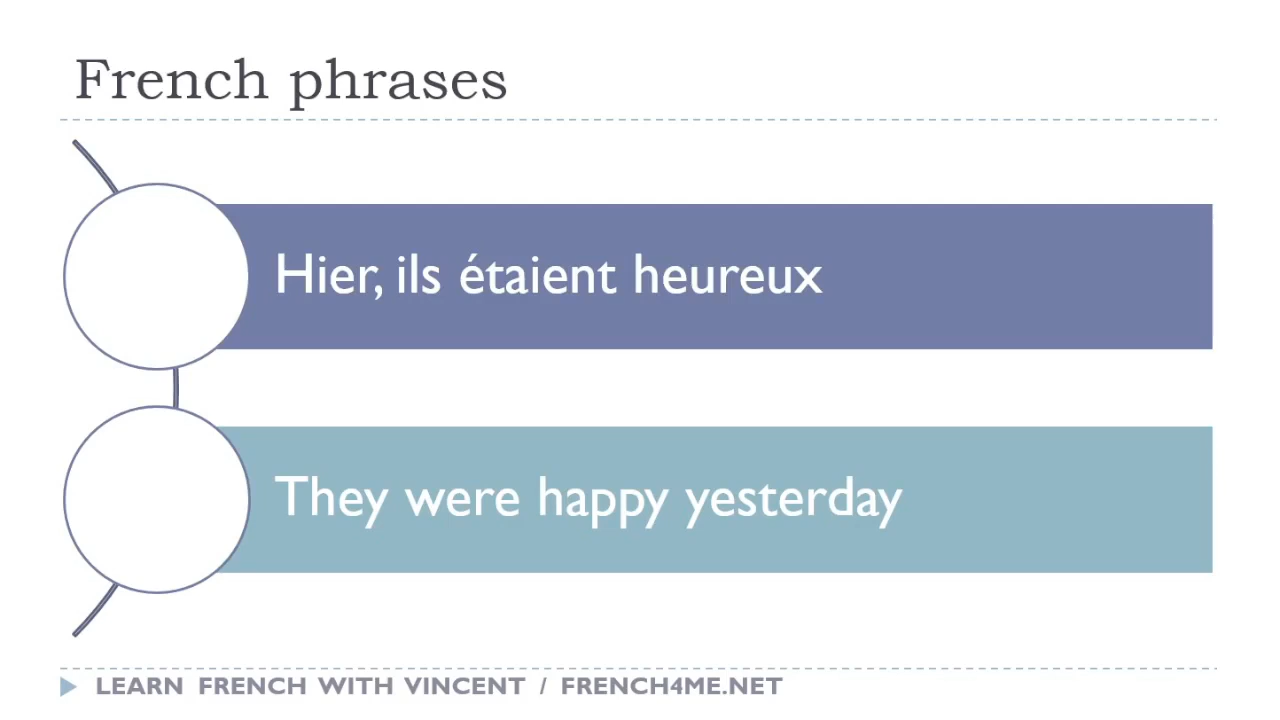 French phrases
Hier, ils étaient heureux
They were happy yesterday
LEARN FRENCH WITH VINCENT / FRENCH4ME.NET